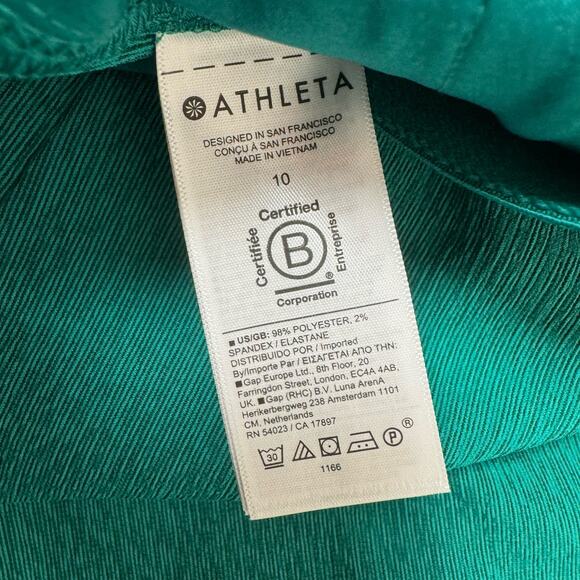 ATHLETA
DESIGNED IN SAN FRANCISCO
CONÇU À SAN FRANCISCO
MADE IN VIETNAM
10
Certified
Certifiée
B
Entreprise
®
Corporation
■ US/GB: 98% POLYESTER, 2%
SPANDEX / ELASTANE
DISTRIBUIDO POR / Imported
By/Importe Par / ΕΙΣΑΓΕΤΑΙ ΑΠΟ ΤΗΝ:
■ Gap Europe Ltd., 8th Floor, 20
Farringdon Street, London, EC4A 4AB,
UK. ■ Gap (RHC) B.V. Luna ArenA
Herikerbergweg 238 Amsterdam 1101
CM. Netherlands
RN 54023 / CA 17897
30 P ®
1166